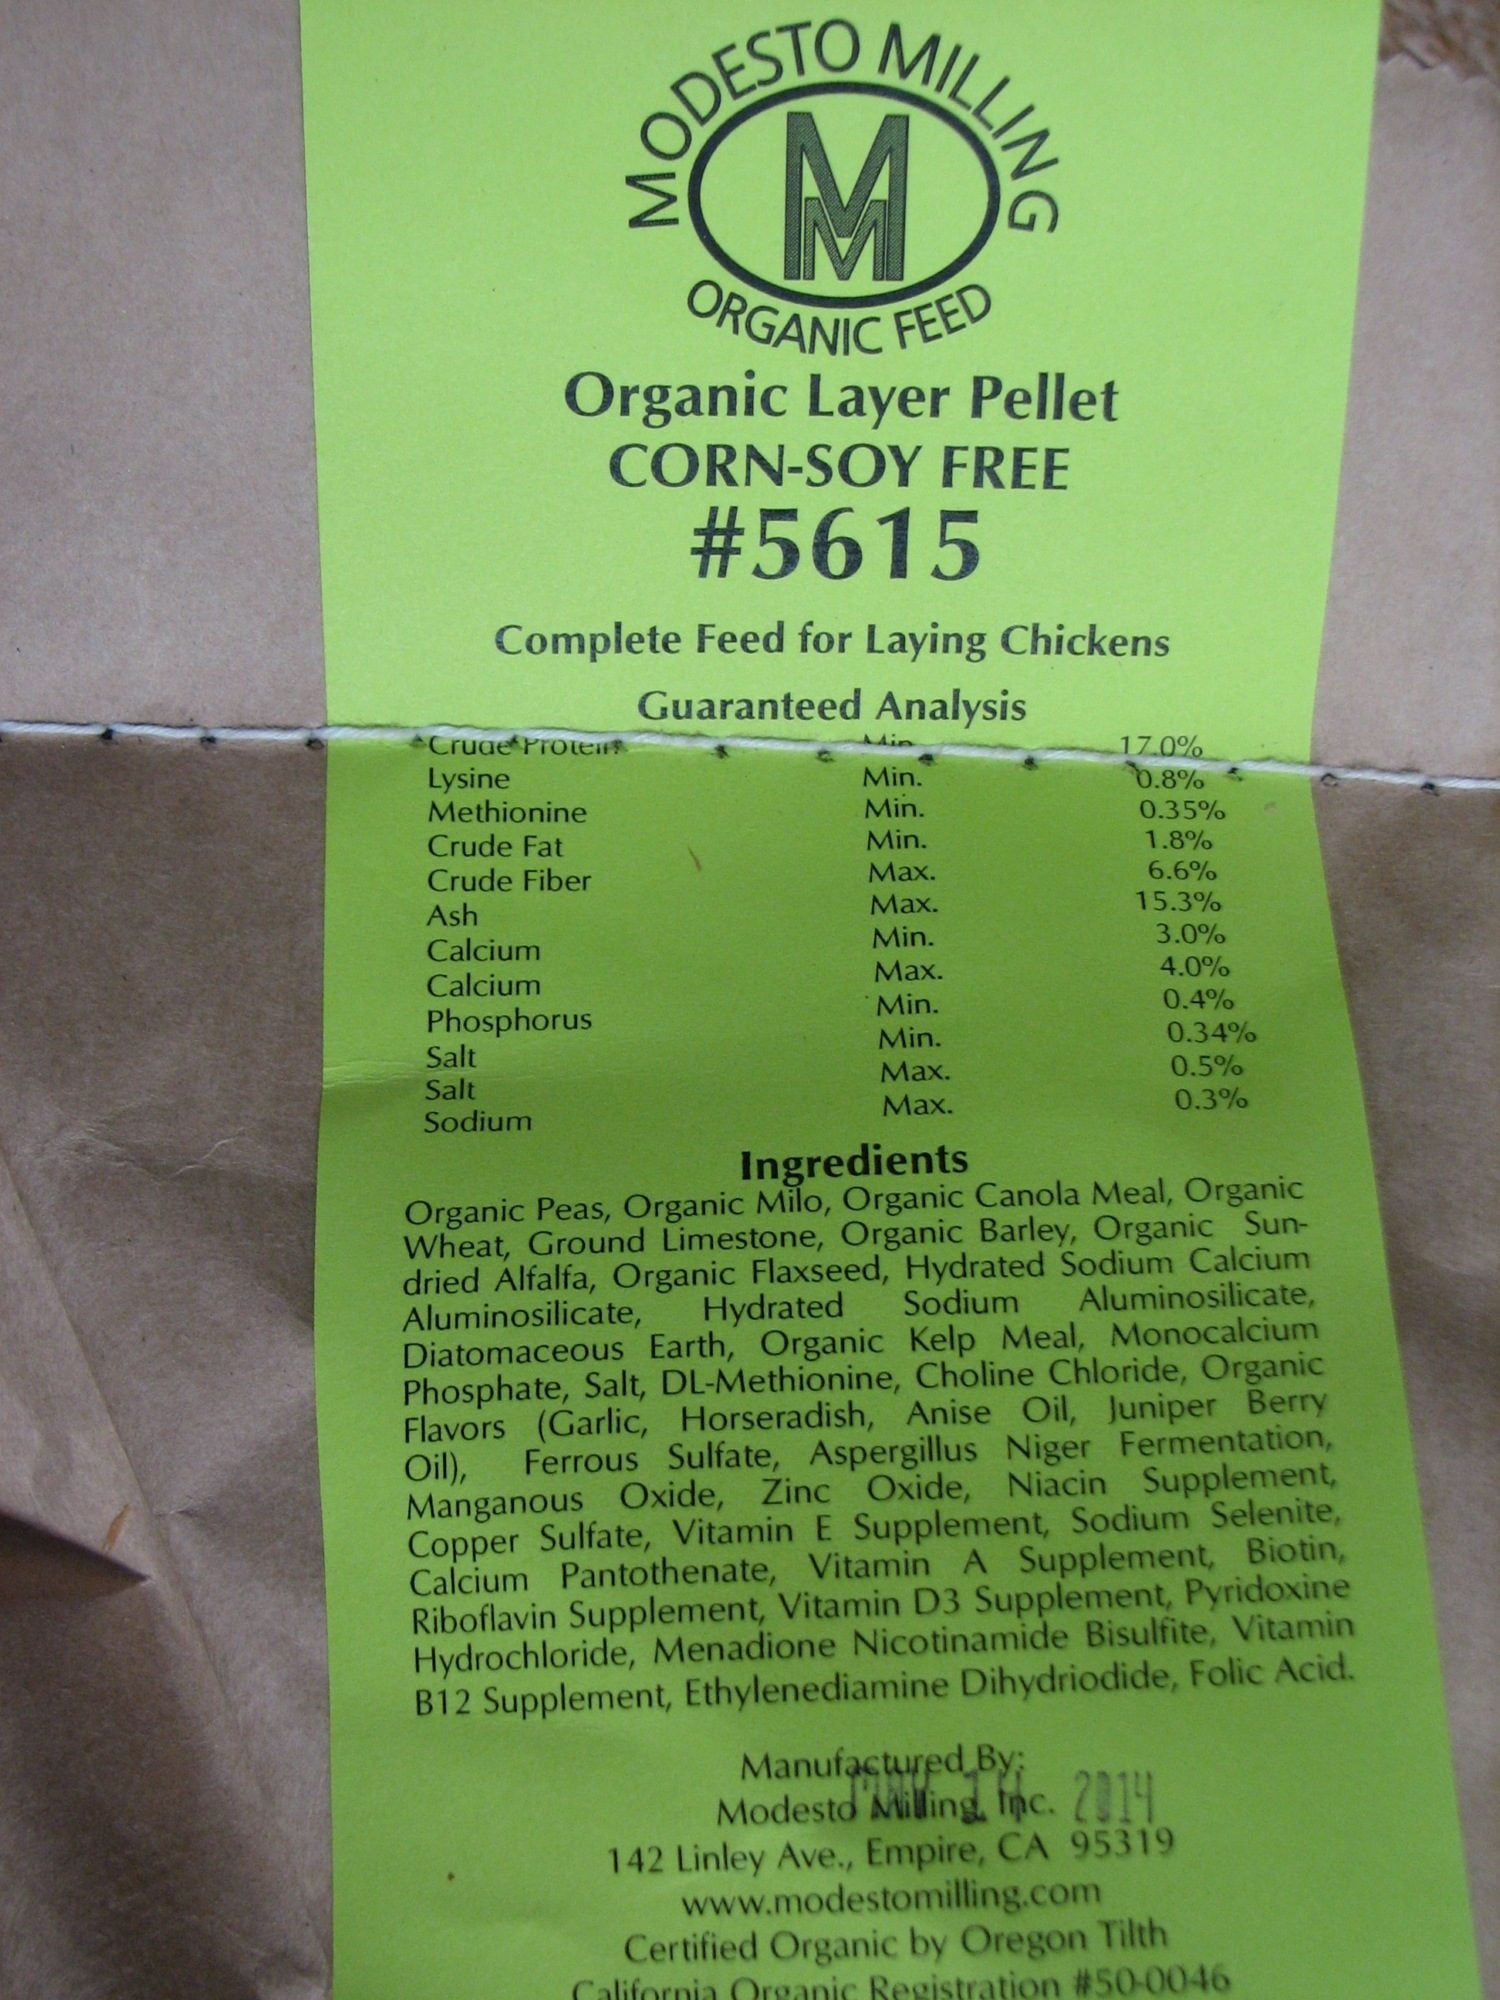 MODESTO MILLING
MM
ORGANIC FEED
Organic Layer Pellet
CORN-SOY FREE
#5615
Complete Feed for Laying Chickens
Guaranteed Analysis
Crude Protein Min. 17.0%
Lysine Min. 0.8%
Methionine Min. 0.35%
Crude Fat Min. 1.8%
Crude Fiber Max. 6.6%
Ash Max. 15.3%
Calcium Min. 3.0%
Calcium Max. 4.0%
Phosphorus Min. 0.4%
Salt Min. 0.34%
Salt Max. 0.5%
Sodium Max. 0.3%
Ingredients
Organic Peas, Organic Milo, Organic Canola Meal, Organic
Wheat, Ground Limestone, Organic Barley, Organic Sun-
dried Alfalfa, Organic Flaxseed, Hydrated Sodium Calcium
Aluminosilicate, Hydrated Sodium Aluminosilicate,
Diatomaceous Earth, Organic Kelp Meal, Monocalcium
Phosphate, Salt, DL-Methionine, Choline Chloride, Organic
Flavors (Garlic, Horseradish, Anise Oil, Juniper Berry
Oil), Ferrous Sulfate, Aspergillus Niger Fermentation,
Manganous Oxide, Zinc Oxide, Niacin Supplement,
Copper Sulfate, Vitamin E Supplement, Sodium Selenite,
Calcium Pantothenate, Vitamin A Supplement, Biotin,
Riboflavin Supplement, Vitamin D3 Supplement, Pyridoxine
Hydrochloride, Menadione Nicotinamide Bisulfite, Vitamin
B12 Supplement, Ethylenediamine Dihydriodide, Folic Acid.
Manufactured By:
Modesto Milling, Inc. 2014
142 Linley Ave., Empire, CA 95319
www.modestomilling.com
Certified Organic by Oregon Tilth
California Organic Registration #50-0046